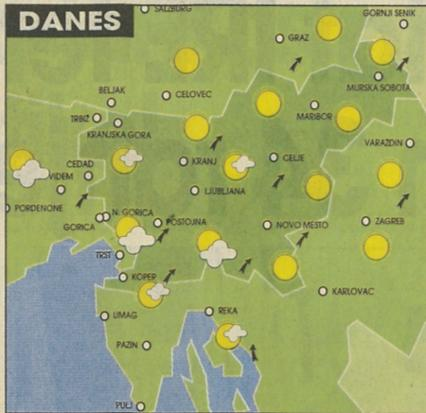 DANES
SALZBURG
GORNJI SENIK
GRAZ
MURSKA SOBOTA
BELJAK
CELOVEC
TRBIŽ
MARIBOR
KRANJSKA GORA
VARAŽDIN
ČEDAD
KRANJ
CELJE
VIDEM
LJUBLJANA
PORDENONE
N. GORICA
POSTOJNA
GORICA
NOVO MESTO
ZAGREB
TRST
KOPER
KARLOVAC
UMAG
REKA
PAZIN
PULJ